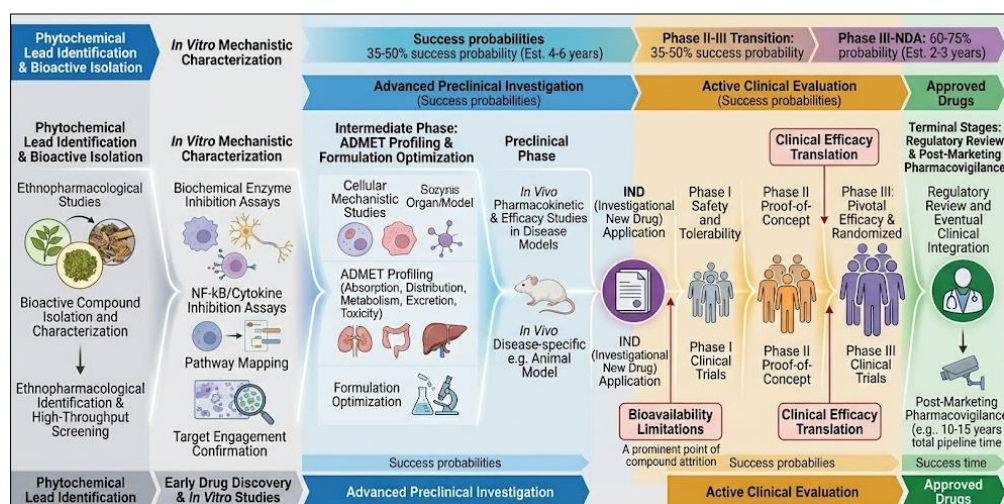 Phytochemical
Lead Identification
& Bioactive Isolation
In Vitro Mechanistic
Characterization
Success probabilities
35-50% success probability (Est. 4-6 years)
Phase II-III Transition:
35-50% success
probability
Phase III-NDA: 60-75%
probability (Est. 2-3 years)
Advanced Preclinical Investigation
(Success probabilities)
Active Clinical Evaluation
(Success probabilities)
Approved
Drugs
Phytochemical
Lead Identification
& Bioactive Isolation
Ethnopharmacological
Studies
Bioactive Compound
Isolation and
Characterization
Ethnopharmacological
Identification &
High-Throughput
Screening
In Vitro Mechanistic
Characterization
Biochemical Enzyme
Inhibition Assays
NF-kB/Cytokine
Inhibition Assays
Pathway Mapping
Target Engagement
Confirmation
Intermediate Phase:
ADMET Profiling
& Formulation Optimization
Cellular
Mechanistic
Studies
Sozynis
Organ/Model
ADMET Profiling
(Absorption, Distribution,
Metabolism, Excretion,
Toxicity)
Formulation
Optimization
Preclinical
Phase
In Vivo
Pharmacokinetic
& Efficacy Studies
in Disease
Models
In Vivo
Disease-specific
e.g. Animal
Model
IND
(Investigational
New Drug)
Application
IND
(Investigational
New Drug)
Application
Bioavailability
Limitations
A prominent point of
compound attrition
Phase I
Safety
and
Tolerability
Phase I
Clinical
Trials
Phase II
Proof-of-
Concept
Phase II
Proof-of-
Concept
Clinical Efficacy
Translation
Phase III:
Pivotal
Efficacy &
Randomized
Phase III
Clinical
Trials
Clinical Efficacy
Translation
Terminal Stages:
Regulatory Review
& Post-Marketing
Pharmacovigilance
Regulatory
Review and
Eventual
Clinical
Integration
Post-Marketing
Pharmacovigilance
(e.g.. 10-15 years
total pipeline time
Success probabilities
Success probabilities
Success time
Phytochemical
Lead Identification
Early Drug Discovery
& In Vitro Studies
Advanced Preclinical Investigation
Active Clinical Evaluation
Approved
Drugs